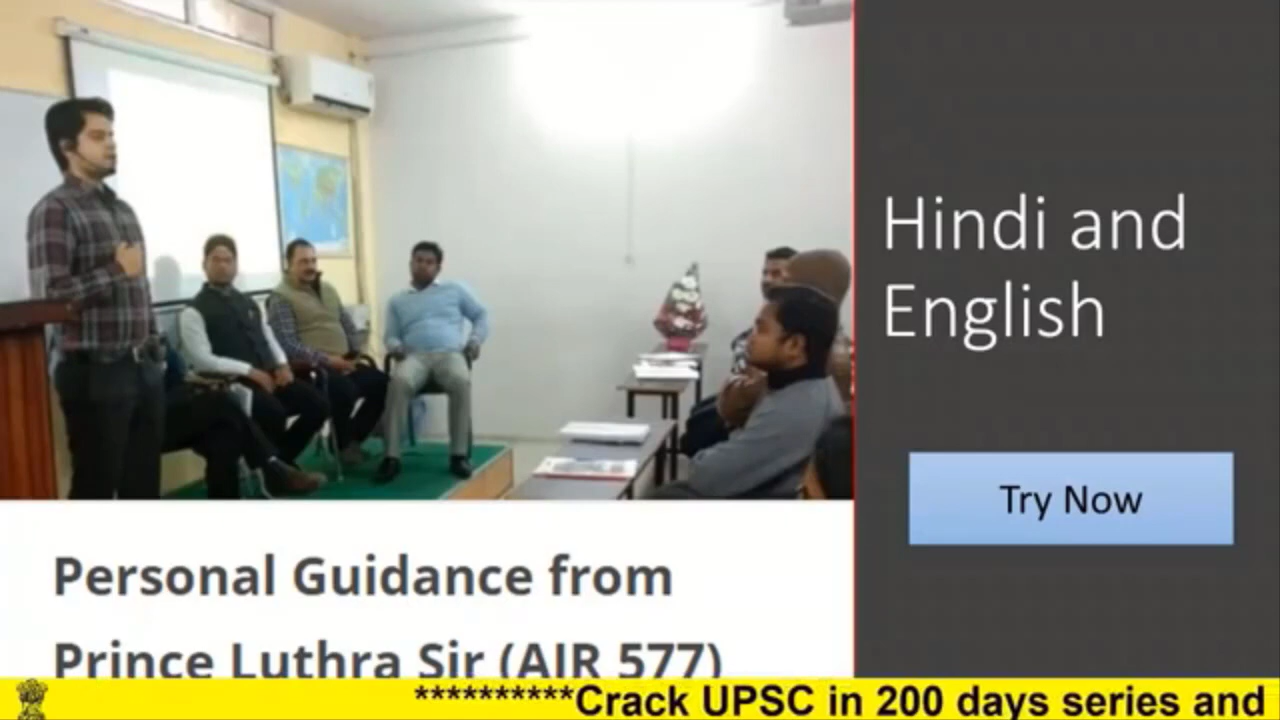 Hindi and
English
Try Now
Personal Guidance from
Prince Luthra Sir (AIR 577)
**********Crack UPSC in 200 days series and